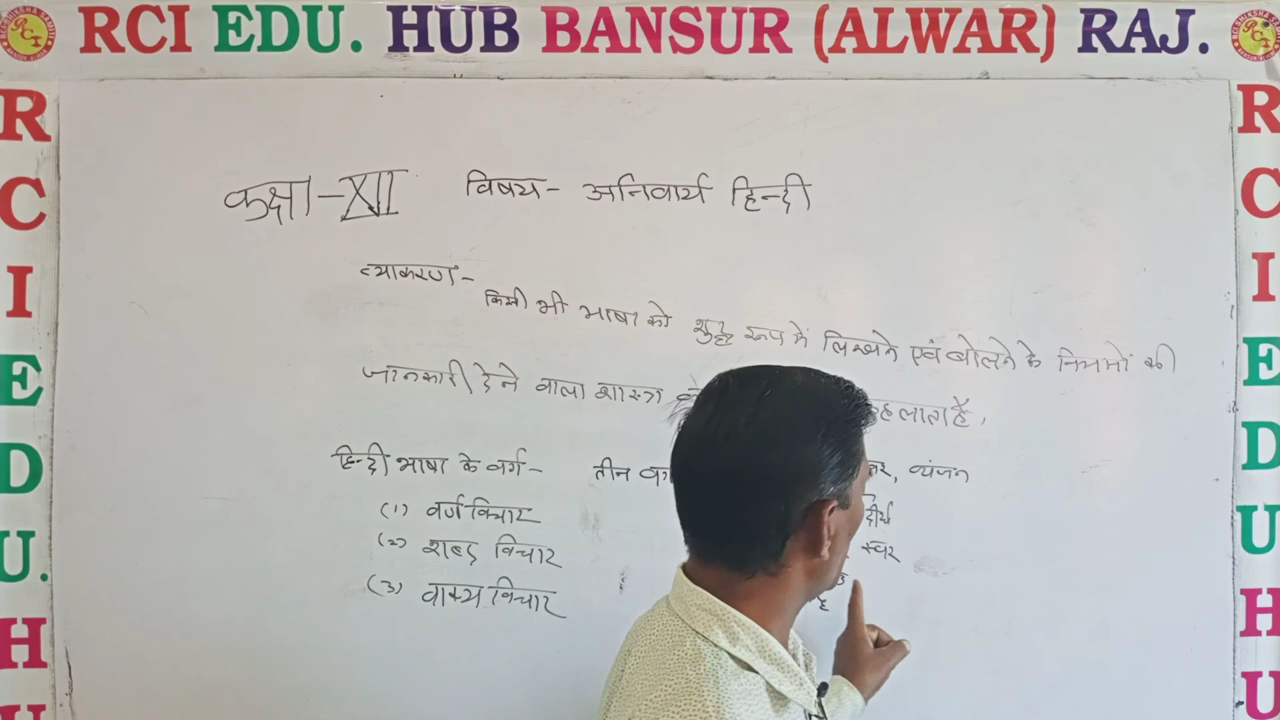 RCI EDU. HUB BANSUR (ALWAR) RAJ.
R C I E D U. H U
R C I E D U H U
कक्षा-XII विषय- अनिवार्य हिन्दी
व्याकरण-
किसी भी भाषा को शुद्ध रूप में लिखने एवं बोलने के नियमों की
जानकारी देने वाला शास्त्र हलाता है,
हिन्दी भाषा के वर्ग- तीन व्यंजन
(1) वर्ण विचार दीर्घ
(2) शब्द विचार स्वर
(3) वाक्य विचार